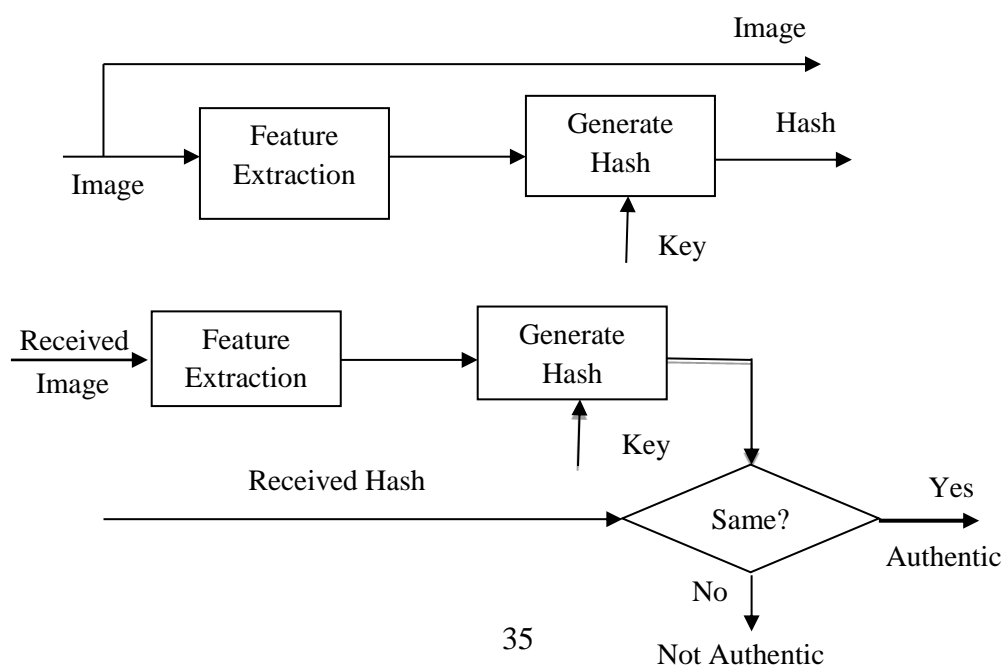 Image
Feature
Extraction
Generate
Hash
Hash
Image
Key
Received
Image
Feature
Extraction
Generate
Hash
Key
Received Hash
Same?
Yes
Authentic
No
Not Authentic
35